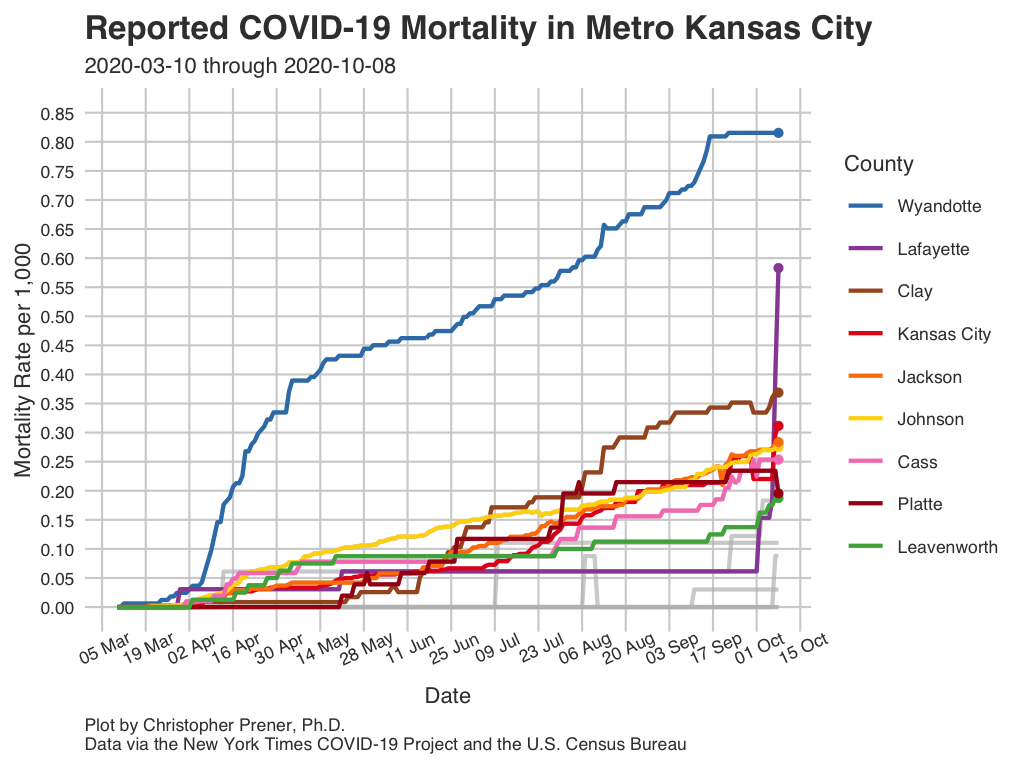 Reported COVID-19 Mortality in Metro Kansas City
2020-03-10 through 2020-10-08
Mortality Rate per 1,000
0.85
0.80
0.75
0.70
0.65
0.60
0.55
0.50
0.45
0.40
0.35
0.30
0.25
0.20
0.15
0.10
0.05
0.00
05 Mar
19 Mar
02 Apr
16 Apr
30 Apr
14 May
28 May
11 Jun
25 Jun
09 Jul
23 Jul
06 Aug
20 Aug
03 Sep
17 Sep
01 Oct
15 Oct
Date
County
Wyandotte
Lafayette
Clay
Kansas City
Jackson
Johnson
Cass
Platte
Leavenworth
Plot by Christopher Prener, Ph.D.
Data via the New York Times COVID-19 Project and the U.S. Census Bureau